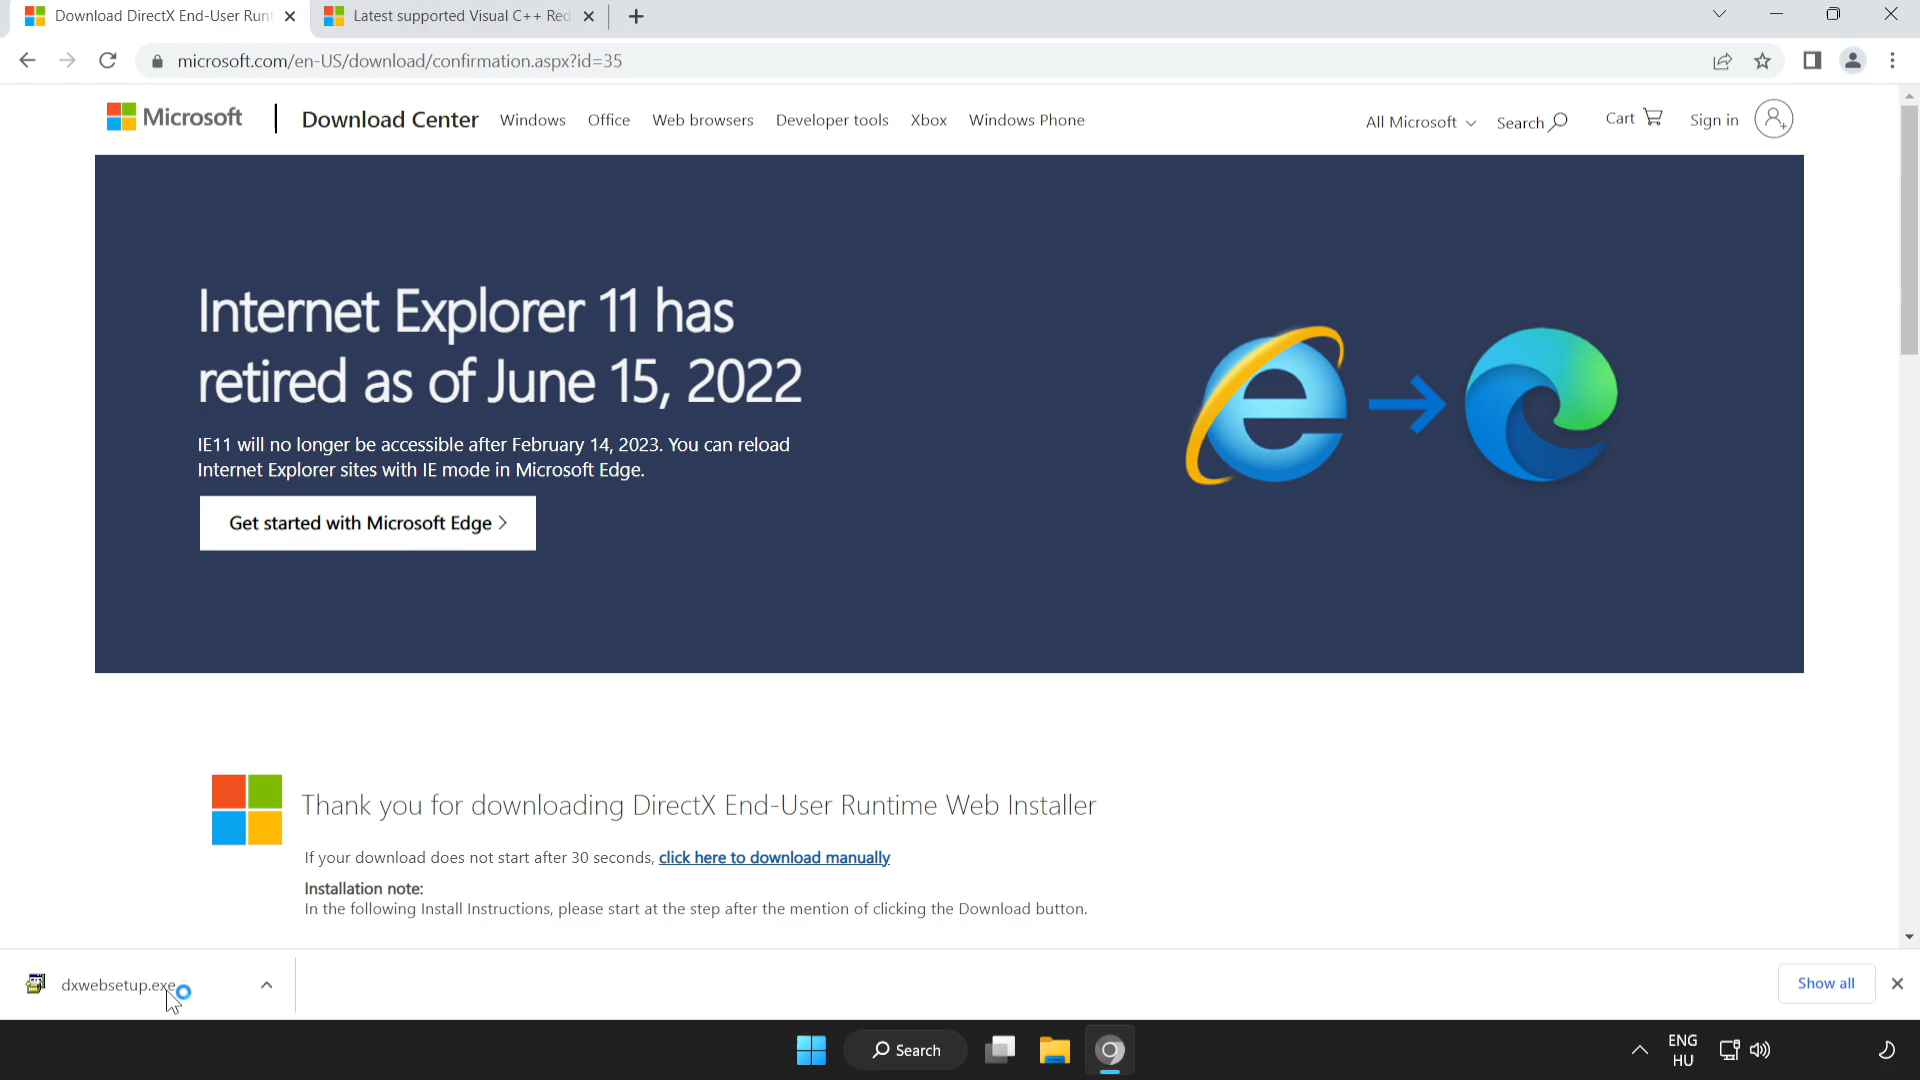 Download DirectX End-User Runt
Latest supported Visual C++ Red
microsoft.com/en-US/download/confirmation.aspx?id=35
Microsoft
Download Center
Windows
Office
Web browsers
Developer tools
Xbox
Windows Phone
All Microsoft
Search
Cart
Sign in
Internet Explorer 11 has
retired as of June 15, 2022
IE11 will no longer be accessible after February 14, 2023. You can reload
Internet Explorer sites with IE mode in Microsoft Edge.
Get started with Microsoft Edge >
Thank you for downloading DirectX End-User Runtime Web Installer
If your download does not start after 30 seconds, click here to download manually
Installation note:
In the following Install Instructions, please start at the step after the mention of clicking the Download button.
dxwebsetup.exe
Show all
Search
ENG
HU